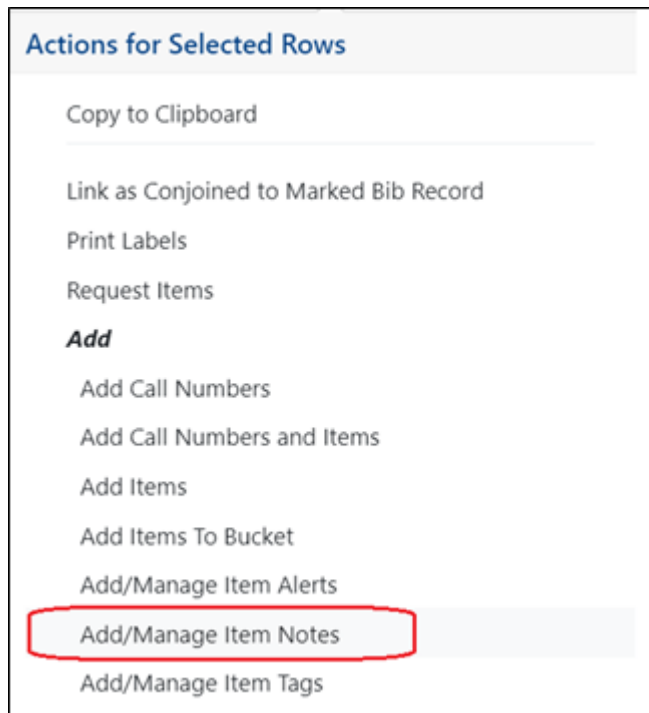 Actions for Selected Rows
Copy to Clipboard
Link as Conjoined to Marked Bib Record
Print Labels
Request Items
Add
Add Call Numbers
Add Call Numbers and Items
Add Items
Add Items To Bucket
Add/Manage Item Alerts
Add/Manage Item Notes
Add/Manage Item Tags